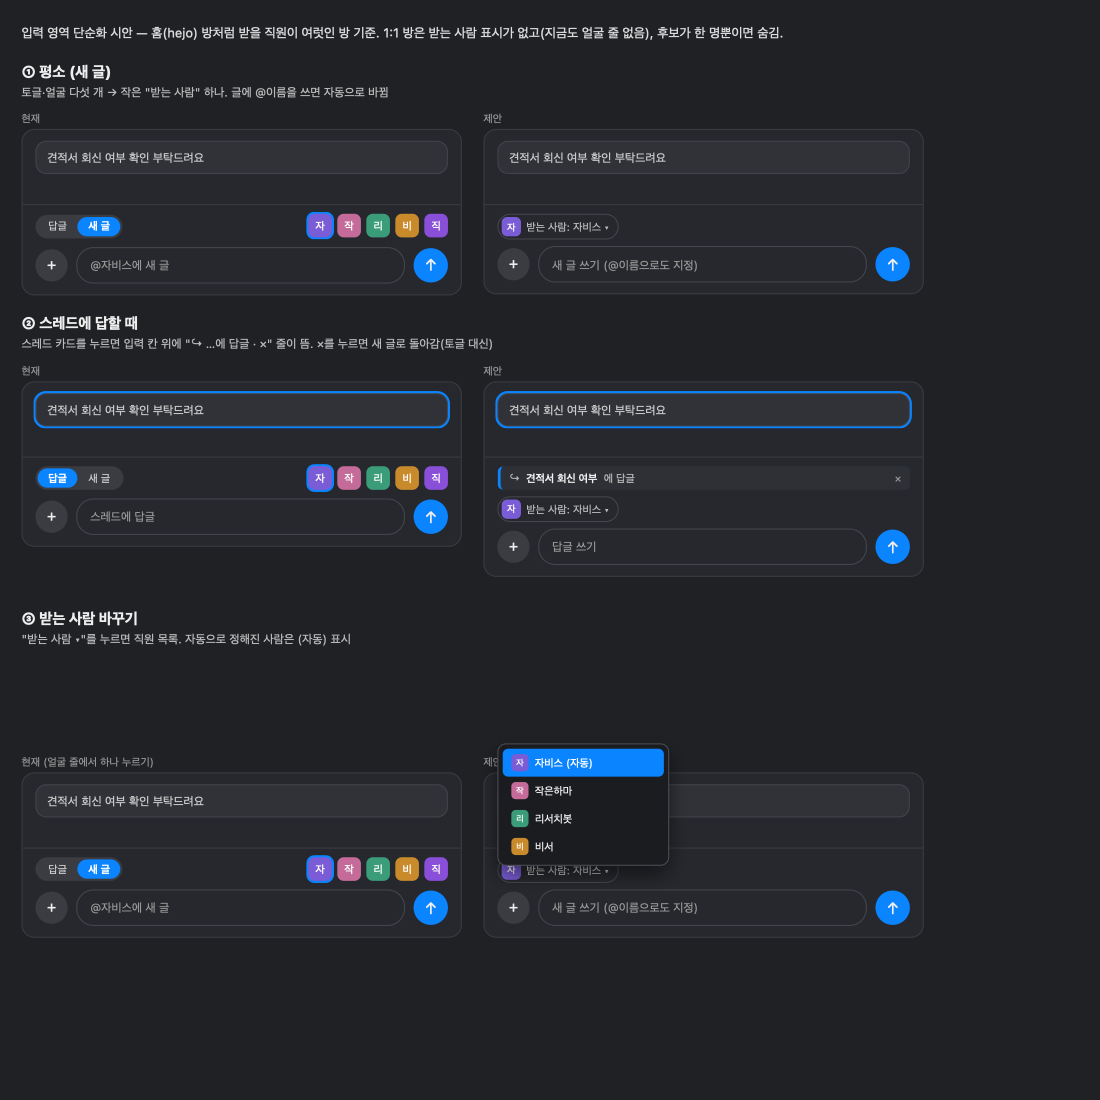 입력 영역 단순화 시안 — 홈(hejo) 방처럼 받을 직원이 여럿인 방 기준. 1:1 방은 받는 사람 표시가 없고(지금도 얼굴 줄 없음), 후보가 한 명뿐이면 숨김.
① 평소 (새 글)
토글·얼굴 다섯 개 → 작은 "받는 사람" 하나. 글에 @이름을 쓰면 자동으로 바뀜
현재
견적서 회신 여부 확인 부탁드려요
답글 새 글 자 작 리 비 직
+ @자비스에 새 글 ↑
제안
견적서 회신 여부 확인 부탁드려요
자 받는 사람: 자비스 ▾
+ 새 글 쓰기 (@이름으로도 지정) ↑
② 스레드에 답할 때
스레드 카드를 누르면 입력 칸 위에 "↪ …에 답글 · ×" 줄이 뜸. ×를 누르면 새 글로 돌아감(토글 대신)
현재
견적서 회신 여부 확인 부탁드려요
답글 새 글 자 작 리 비 직
+ 스레드에 답글 ↑
제안
견적서 회신 여부 확인 부탁드려요
↪ 견적서 회신 여부 에 답글 ×
자 받는 사람: 자비스 ▾
+ 답글 쓰기 ↑
③ 받는 사람 바꾸기
"받는 사람 ▾"를 누르면 직원 목록. 자동으로 정해진 사람은 (자동) 표시
현재 (얼굴 줄에서 하나 누르기)
견적서 회신 여부 확인 부탁드려요
답글 새 글 자 작 리 비 직
+ @자비스에 새 글 ↑
자 자비스 (자동)
작 작은하마
리 리서치봇
비 비서
자 받는 사람: 자비스 ▾
+ 새 글 쓰기 (@이름으로도 지정) ↑